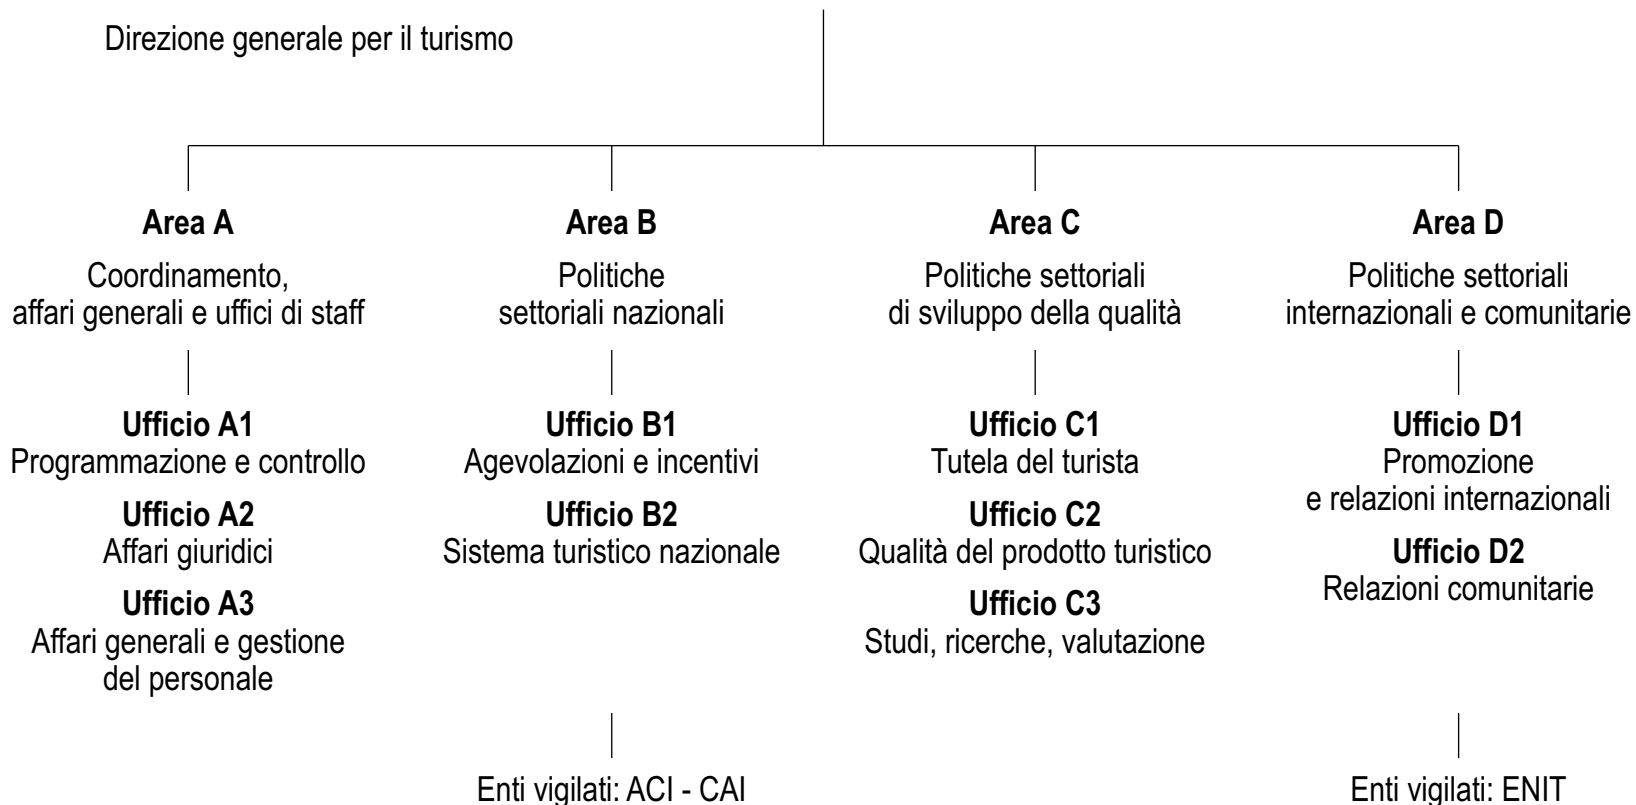 Direzione generale per il turismo
Area A
Coordinamento,
affari generali e uffici di staff
Ufficio A1
Programmazione e controllo
Ufficio A2
Affari giuridici
Ufficio A3
Affari generali e gestione
del personale
Area B
Politiche
settoriali nazionali
Ufficio B1
Agevolazioni e incentivi
Ufficio B2
Sistema turistico nazionale
Enti vigilati: ACI - CAI
Area C
Politiche settoriali
di sviluppo della qualità
Ufficio C1
Tutela del turista
Ufficio C2
Qualità del prodotto turistico
Ufficio C3
Studi, ricerche, valutazione
Area D
Politiche settoriali
internazionali e comunitarie
Ufficio D1
Promozione
e relazioni internazionali
Ufficio D2
Relazioni comunitarie
Enti vigilati: ENIT